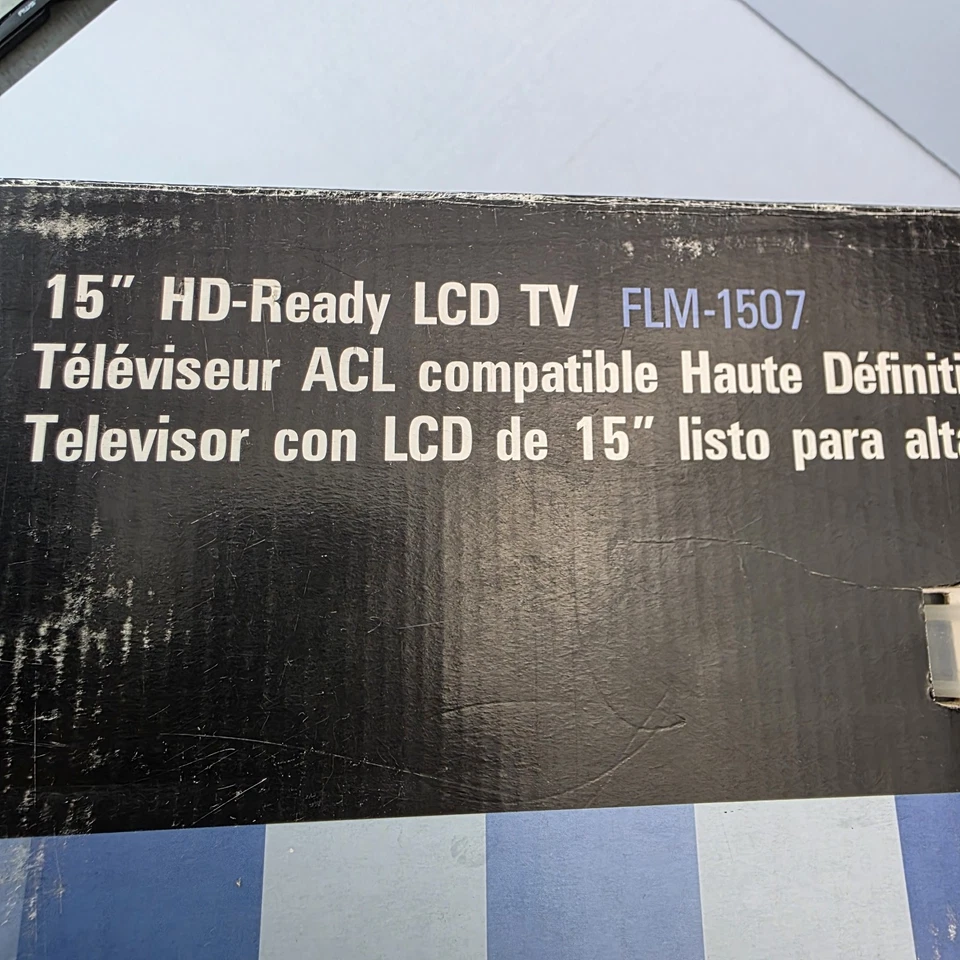 15" HD-Ready LCD TV FLM-1507
Téléviseur ACL compatible Haute Définiti
Televisor con LCD de 15" listo para alta